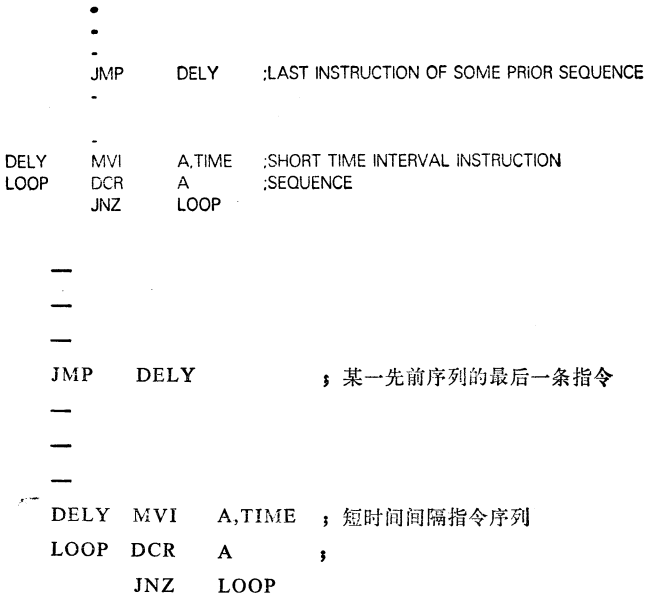 JMP DELY ;LAST INSTRUCTION OF SOME PRIOR SEQUENCE
-
-
DELY MVI A,TIME ;SHORT TIME INTERVAL INSTRUCTION
LOOP DCR A ;SEQUENCE
JNZ LOOP
—
—
—
JMP DELY ; 某一先前序列的最后一条指令
—
—
—
DELY MVI A,TIME ; 短时间间隔指令序列
LOOP DCR A ;
JNZ LOOP